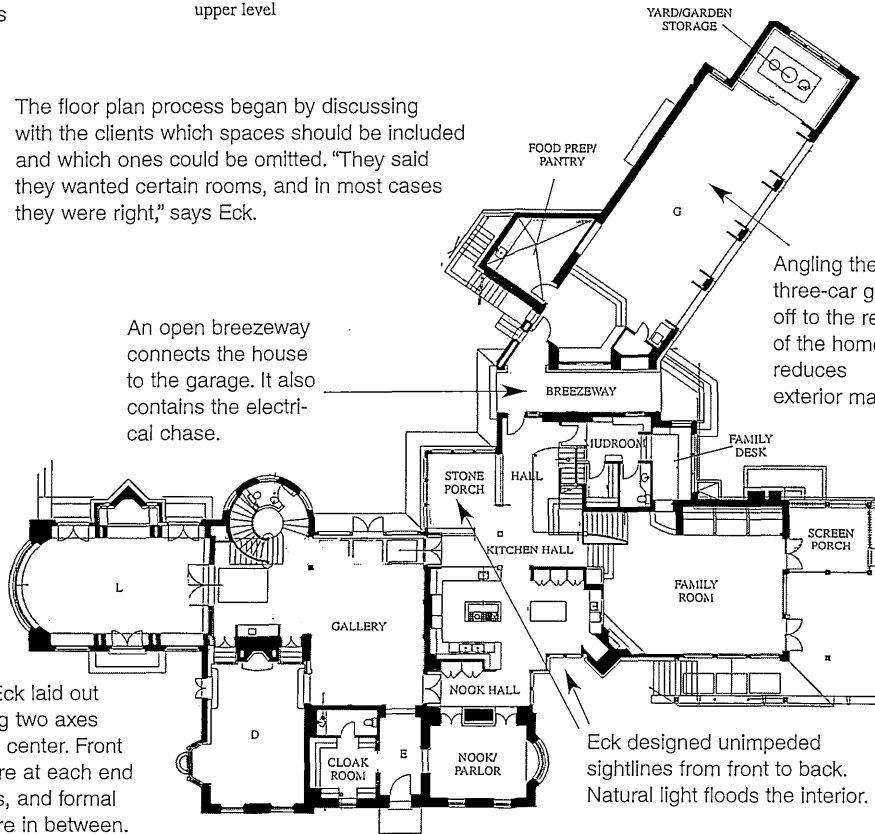 s
upper level
YARD/GARDEN
STORAGE
The floor plan process began by discussing
with the clients which spaces should be included
and which ones could be omitted. “They said
they wanted certain rooms, and in most cases
they were right,” says Eck.
FOOD PREP/
PANTRY
G
Angling the
three-car g
off to the re
of the home
reduces
exterior ma
An open breezeway
connects the house
to the garage. It also
contains the electri-
cal chase.
BREEZEWAY
MUDROOM
FAMILY
DESK
STONE
PORCH
HALL
SCREEN
PORCH
KITCHEN HALL
L
FAMILY
ROOM
GALLERY
NOOK HALL
Eck laid out
g two axes
center. Front
re at each end
s, and formal
re in between.
D
CLOAK
ROOM
E
NOOK/
PARLOR
Eck designed unimpeded
sightlines from front to back.
Natural light floods the interior.